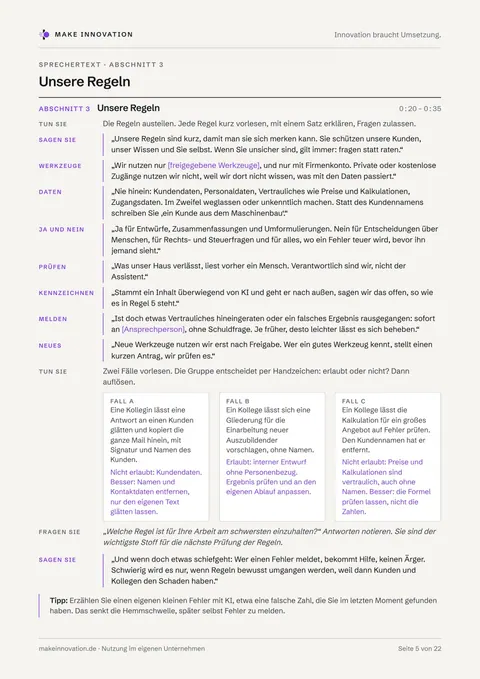 MAKE INNOVATION
Innovation braucht Umsetzung.
SPRECHERTEXT · ABSCHNITT 3
Unsere Regeln
ABSCHNITT 3 Unsere Regeln 0:20 – 0:35
TUN SIE
Die Regeln austeilen. Jede Regel kurz vorlesen, mit einem Satz erklären, Fragen zulassen.
SAGEN SIE
„Unsere Regeln sind kurz, damit man sie sich merken kann. Sie schützen unsere Kunden,
unser Wissen und Sie selbst. Wenn Sie unsicher sind, gilt immer: fragen statt raten.“
WERKZEUGE
„Wir nutzen nur [freigegebene Werkzeuge], und nur mit Firmenkonto. Private oder kostenlose
Zugänge nutzen wir nicht, weil wir dort nicht wissen, was mit den Daten passiert.“
DATEN
„Nie hinein: Kundendaten, Personaldaten, Vertrauliches wie Preise und Kalkulationen,
Zugangsdaten. Im Zweifel weglassen oder unkenntlich machen. Statt des Kundennamens
schreiben Sie ‚ein Kunde aus dem Maschinenbau‘.“
JA UND NEIN
„Ja für Entwürfe, Zusammenfassungen und Umformulierungen. Nein für Entscheidungen über
Menschen, für Rechts- und Steuerfragen und für alles, wo ein Fehler teuer wird, bevor ihn
jemand sieht.“
PRÜFEN
„Was unser Haus verlässt, liest vorher ein Mensch. Verantwortlich sind wir, nicht der
Assistent.“
KENNZEICHNEN
„Stammt ein Inhalt überwiegend von KI und geht er nach außen, sagen wir das offen, so wie
es in Regel 5 steht.“
MELDEN
„Ist doch etwas Vertrauliches hineingeraten oder ein falsches Ergebnis rausgegangen: sofort
an [Ansprechperson], ohne Schuldfrage. Je früher, desto leichter lässt es sich beheben.“
NEUES
„Neue Werkzeuge nutzen wir erst nach Freigabe. Wer ein gutes Werkzeug kennt, stellt einen
kurzen Antrag, wir prüfen es.“
TUN SIE
Zwei Fälle vorlesen. Die Gruppe entscheidet per Handzeichen: erlaubt oder nicht? Dann
auflösen.
FALL A
Eine Kollegin lässt eine
Antwort an einen Kunden
glätten und kopiert die
ganze Mail hinein, mit
Signatur und Namen des
Kunden.
Nicht erlaubt: Kundendaten.
Besser: Namen und
Kontaktdaten entfernen,
nur den eigenen Text
glätten lassen.
FALL B
Ein Kollege lässt sich eine
Gliederung für die
Einarbeitung neuer
Auszubildender
vorschlagen, ohne Namen.
Erlaubt: interner Entwurf
ohne Personenbezug.
Ergebnis prüfen und an den
eigenen Ablauf anpassen.
FALL C
Ein Kollege lässt die
Kalkulation für ein großes
Angebot auf Fehler prüfen.
Den Kundennamen hat er
entfernt.
Nicht erlaubt: Preise und
Kalkulationen sind
vertraulich, auch ohne
Namen. Besser: die Formel
prüfen lassen, nicht die
Zahlen.
FRAGEN SIE
„Welche Regel ist für Ihre Arbeit am schwersten einzuhalten?“ Antworten notieren. Sie sind der
wichtigste Stoff für die nächste Prüfung der Regeln.
SAGEN SIE
„Und wenn doch etwas schiefgeht: Wer einen Fehler meldet, bekommt Hilfe, keinen Ärger.
Schwierig wird es nur, wenn Regeln bewusst umgangen werden, weil dann Kunden und
Kollegen den Schaden haben.“
Tipp: Erzählen Sie einen eigenen kleinen Fehler mit KI, etwa eine falsche Zahl, die Sie im letzten Moment gefunden
haben. Das senkt die Hemmschwelle, später selbst Fehler zu melden.
makeinnovation.de · Nutzung im eigenen Unternehmen
Seite 5 von 22